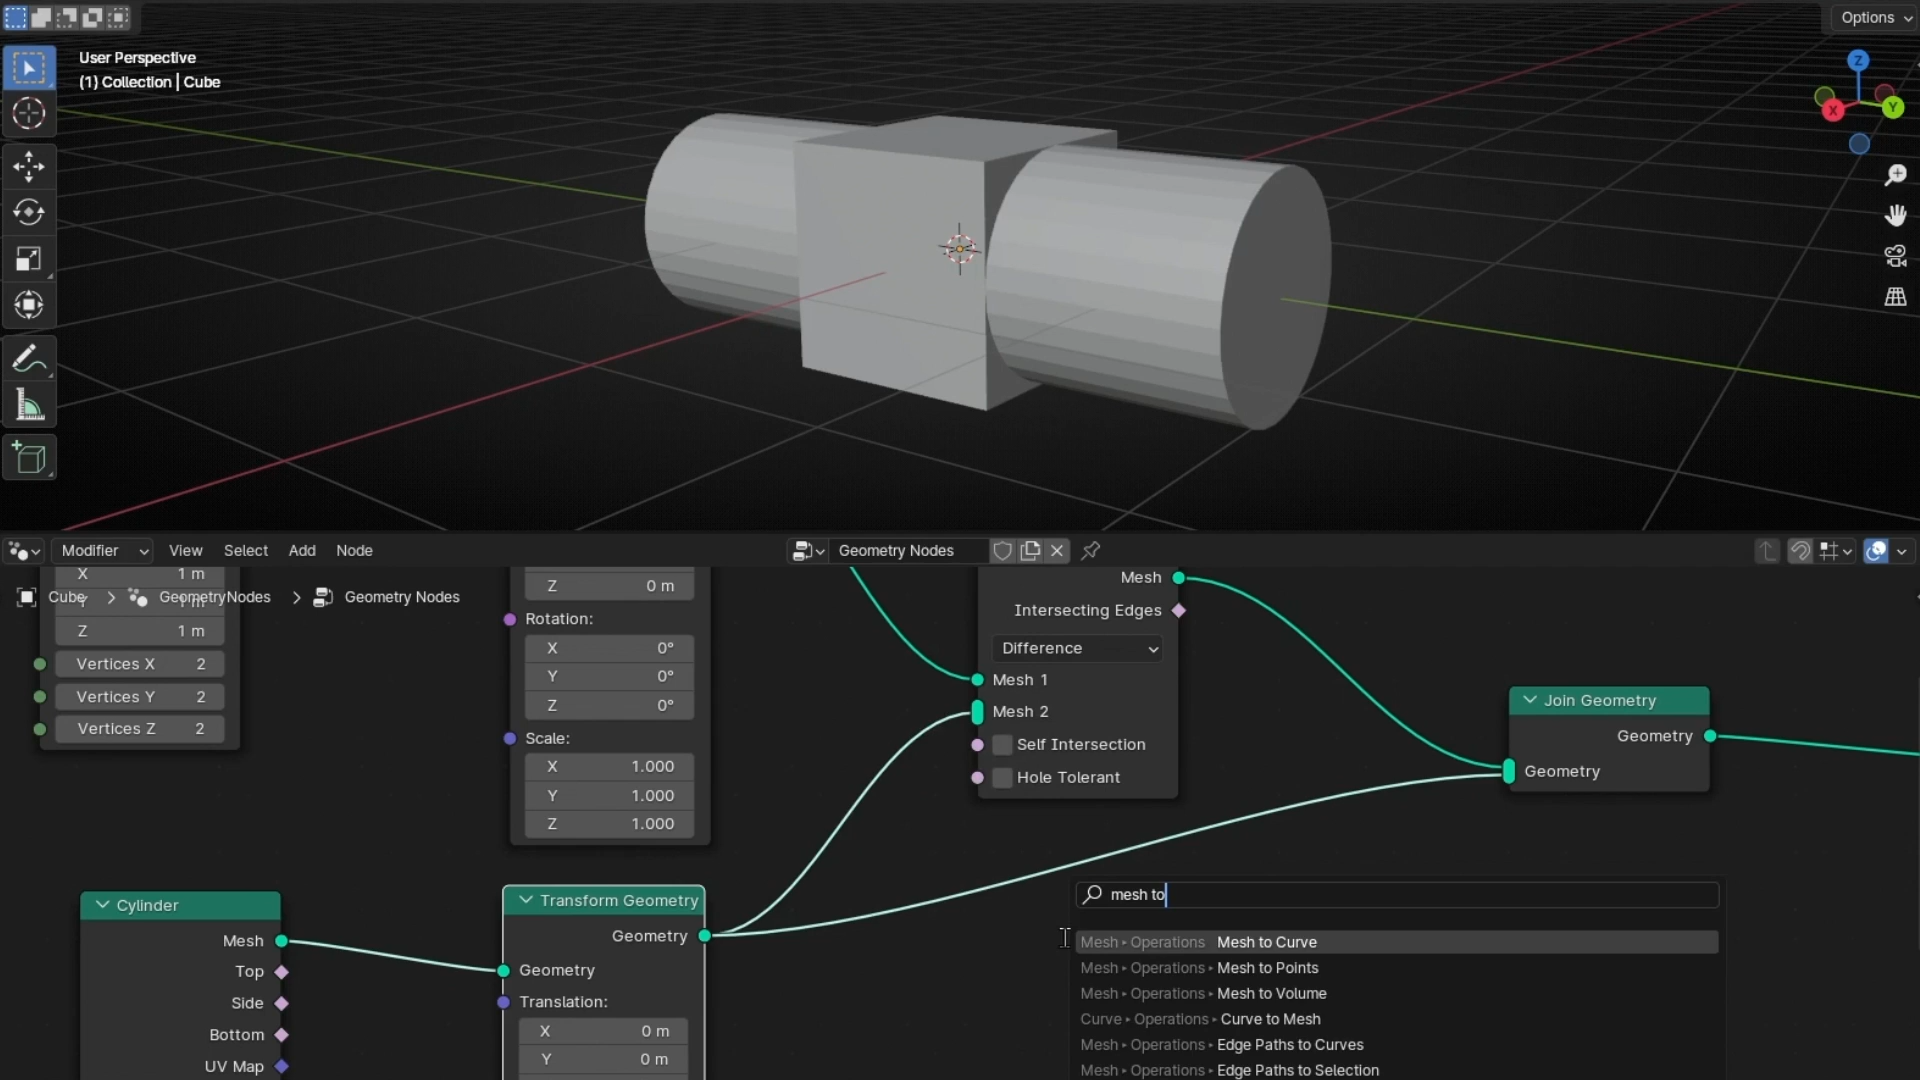 Options
User Perspective
(1) Collection | Cube
Z
X
Y
Modifier
View
Select
Add
Node
Geometry Nodes
X 1 m
Y 1 m
Z 1 m
Cube > GeometryNodes > Geometry Nodes
Vertices X 2
Vertices Y 2
Vertices Z 2
Z 0 m
Rotation:
X 0°
Y 0°
Z 0°
Scale:
X 1.000
Y 1.000
Z 1.000
Mesh
Intersecting Edges
Difference
Mesh 1
Mesh 2
Self Intersection
Hole Tolerant
Join Geometry
Geometry
Geometry
Cylinder
Mesh
Top
Side
Bottom
UV Map
Transform Geometry
Geometry
Geometry
Translation:
X 0 m
Y 0 m
mesh to
Mesh ▸ Operations Mesh to Curve
Mesh ▸ Operations ▸ Mesh to Points
Mesh ▸ Operations ▸ Mesh to Volume
Curve ▸ Operations ▸ Curve to Mesh
Mesh ▸ Operations ▸ Edge Paths to Curves
Mesh ▸ Operations ▸ Edge Paths to Selection